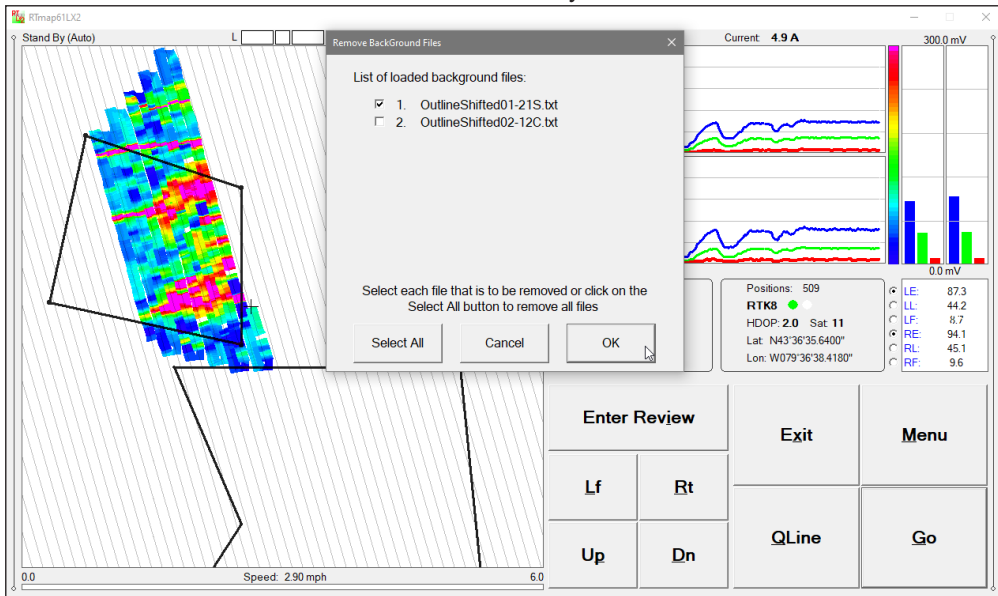 RTmap61LX2
Stand By (Auto)
L
Remove BackGround Files
Current: 4.9 A
300.0 mV
List of loaded background files:
1. OutlineShifted01-21S.txt
2. OutlineShifted02-12C.txt
Select each file that is to be removed or click on the
Select All button to remove all files
Select All
Cancel
OK
0.0 mV
Positions: 509
RTK8
HDOP: 2.0 Sat: 11
Lat: N43°36'35.6400"
Lon: W079°36'38.4180"
LE: 87.3
LL: 44.2
LF: 8.7
RE: 94.1
RL: 45.1
RF: 9.6
Enter Review
Exit
Menu
Lf
Rt
QLine
Go
Up
Dn
0.0
Speed: 2.90 mph
6.0